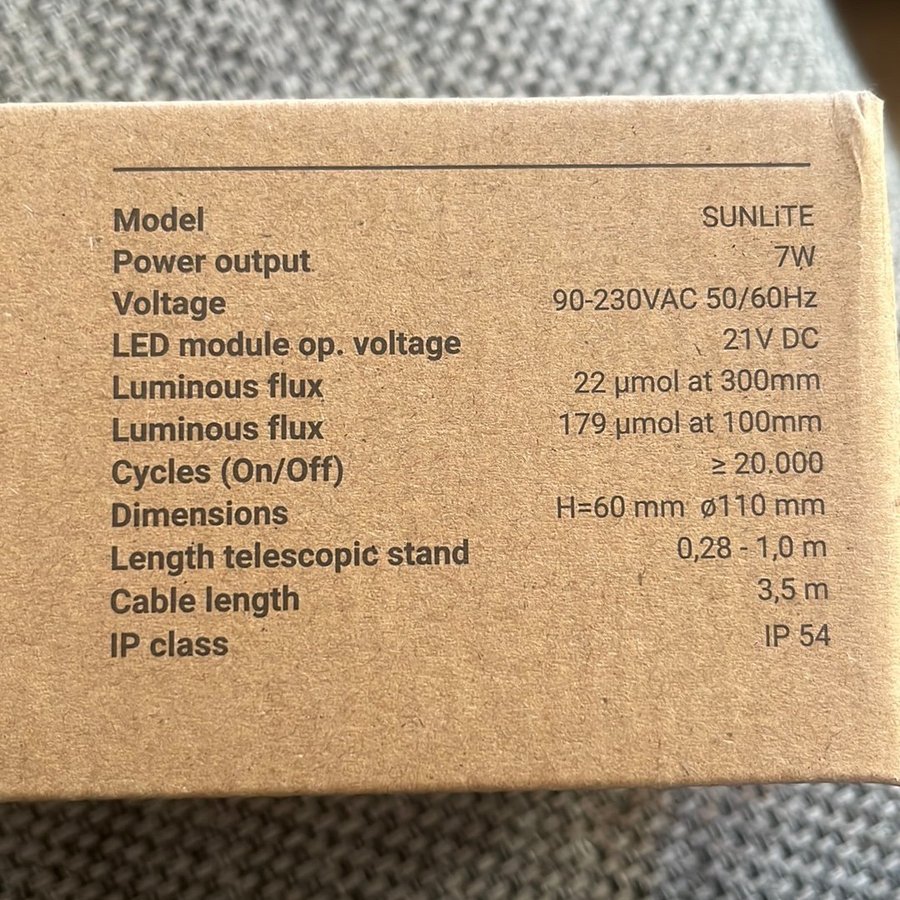 Model SUNLiTE
Power output 7W
Voltage 90-230VAC 50/60Hz
LED module op. voltage 21V DC
Luminous flux 22 µmol at 300mm
Luminous flux 179 µmol at 100mm
Cycles (On/Off) ≥ 20.000
Dimensions H=60 mm ø110 mm
Length telescopic stand 0,28 - 1,0 m
Cable length 3,5 m
IP class IP 54